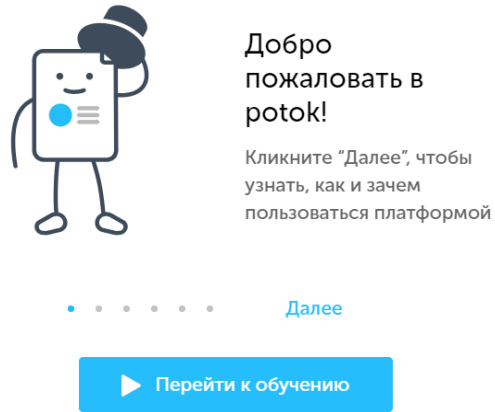 Добро
пожаловать в
potok!
Кликните “Далее”, чтобы
узнать, как и зачем
пользоваться платформой
Далее
Перейти к обучению